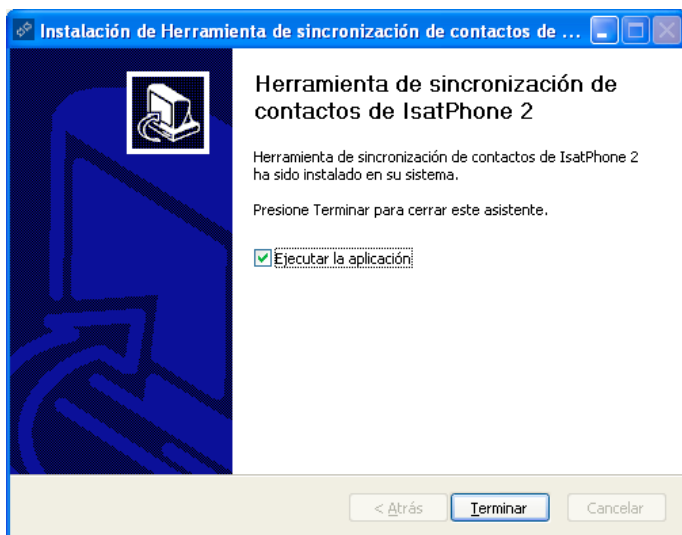 Instalación de Herramienta de sincronización de contactos de ...
Herramienta de sincronización de
contactos de IsatPhone 2
Herramienta de sincronización de contactos de IsatPhone 2
ha sido instalado en su sistema.
Presione Terminar para cerrar este asistente.
Ejecutar la aplicación
< Atrás
Terminar
Cancelar